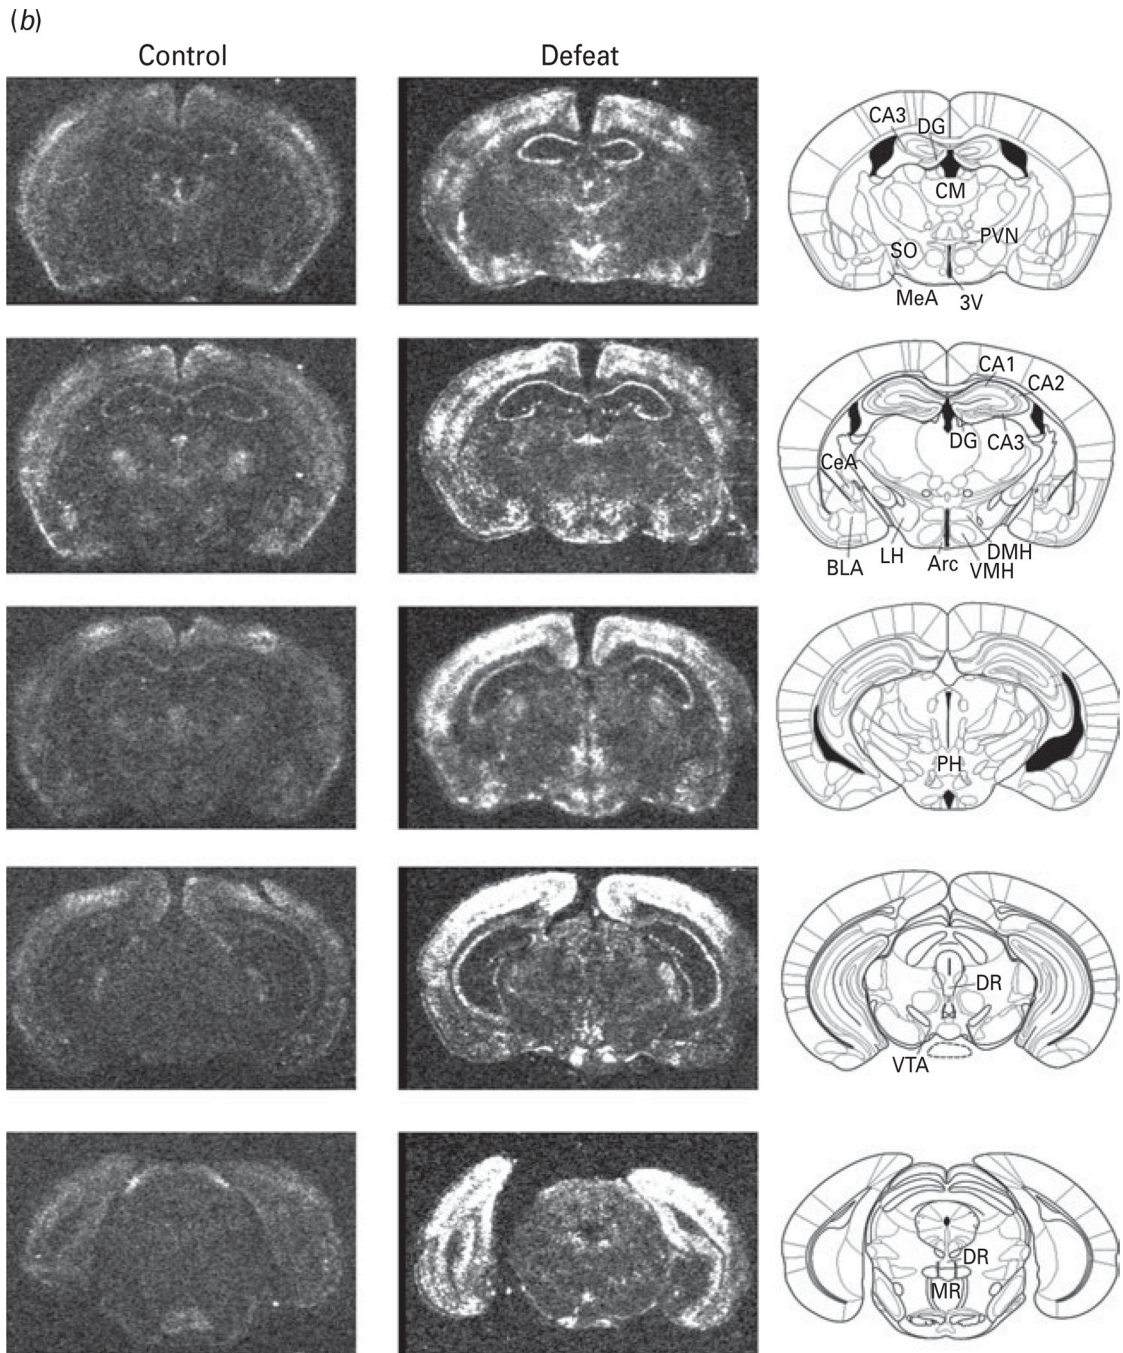 (b)
Control
Defeat
CA3
DG
CM
PVN
SO
MeA
3V
CA1
CA2
DG
CA3
CeA
BLA
LH
Arc
DMH
VMH
PH
DR
VTA
DR
MR